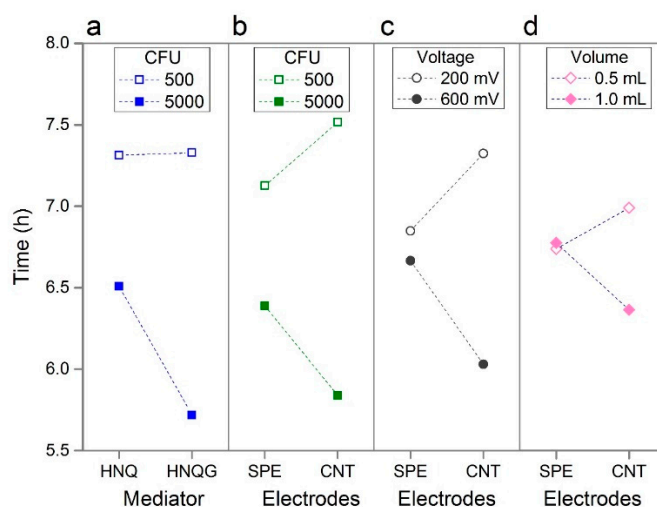 a b c d
8.0
7.5
7.0
6.5
6.0
5.5
Time (h)
CFU
500
5000
CFU
500
5000
Voltage
200 mV
600 mV
Volume
0.5 mL
1.0 mL
HNQ HNQG SPE CNT SPE CNT SPE CNT
Mediator Electrodes Electrodes Electrodes